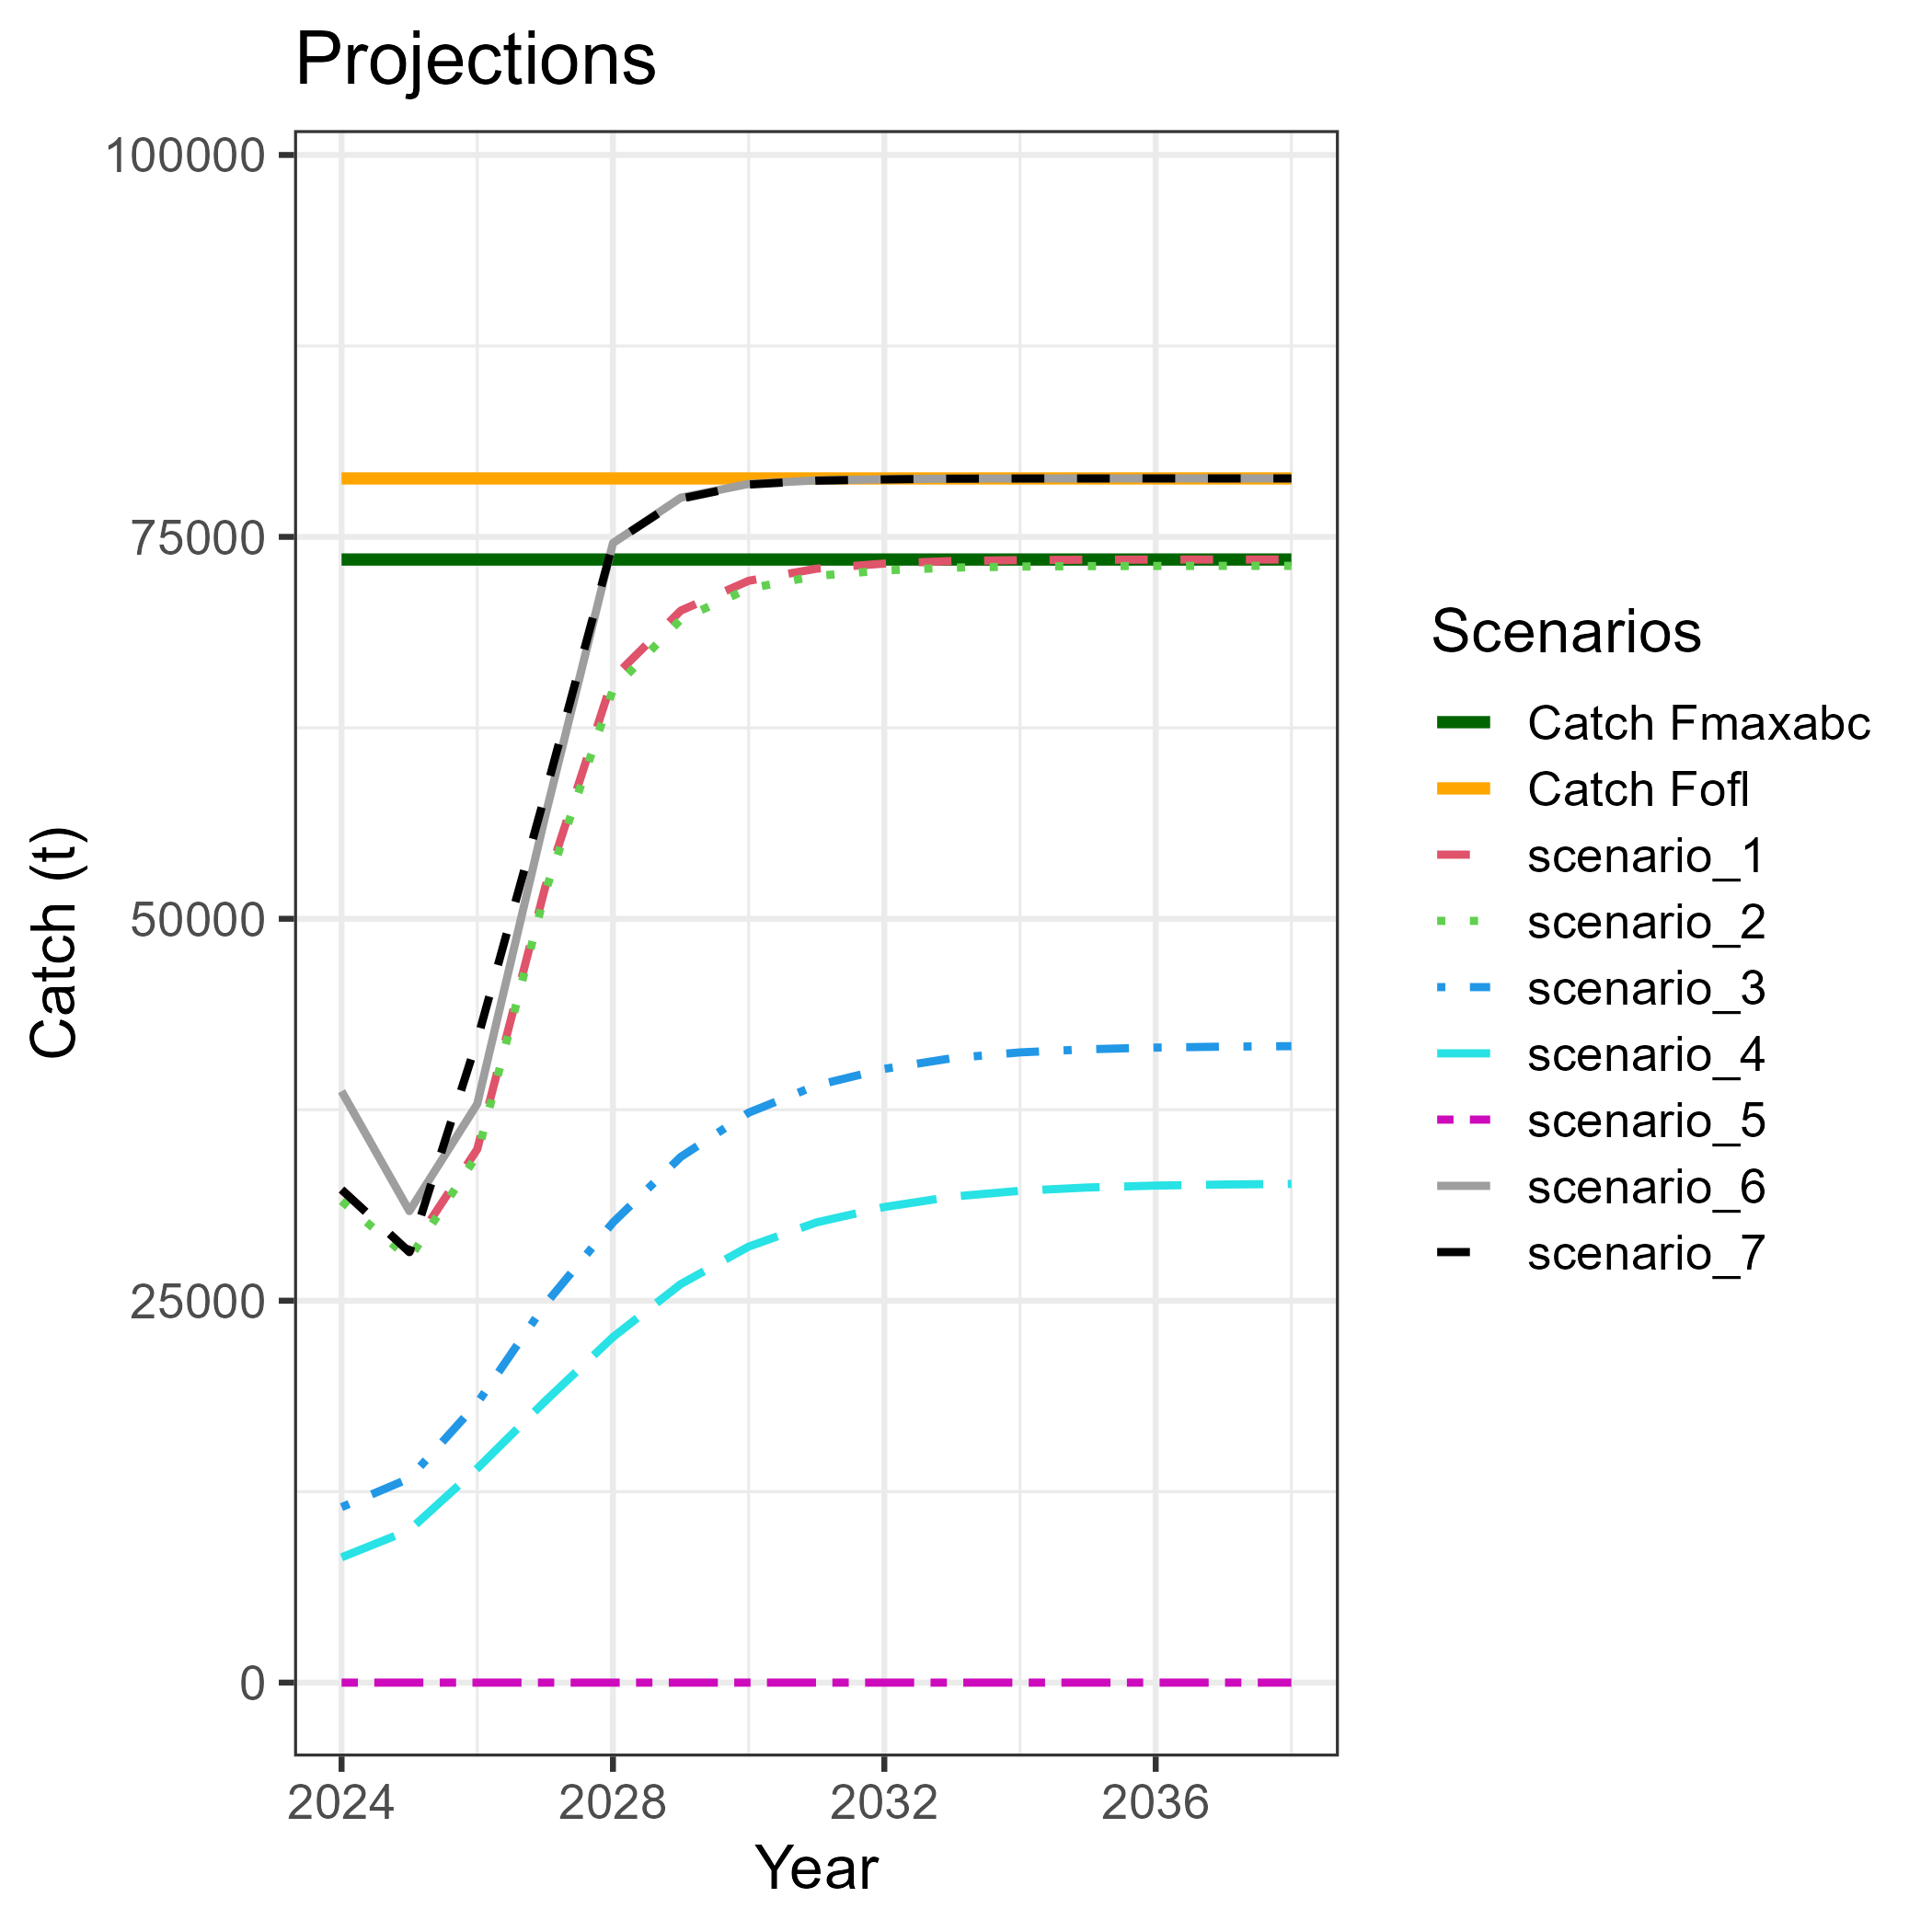 Projections
100000
75000
50000
25000
0
Catch (t)
2024 2028 2032 2036
Year
Scenarios
Catch Fmaxabc
Catch Fofl
scenario_1
scenario_2
scenario_3
scenario_4
scenario_5
scenario_6
scenario_7